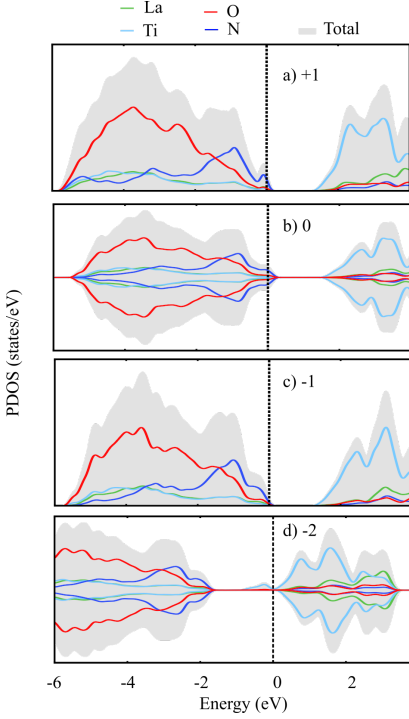 La O
Ti N Total
a) +1
b) 0
c) -1
d) -2
PDOS (states/eV)
-6 -4 -2 0 2
Energy (eV)